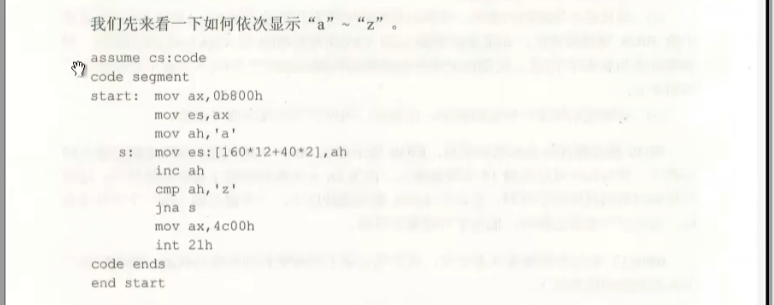 我们先来看一下如何依次显示“a”~“z”。
assume cs:code
code segment
start: mov ax,0b800h
mov es,ax
mov ah,'a'
s: mov es:[160*12+40*2],ah
inc ah
cmp ah,'z'
jna s
mov ax,4c00h
int 21h
code ends
end start